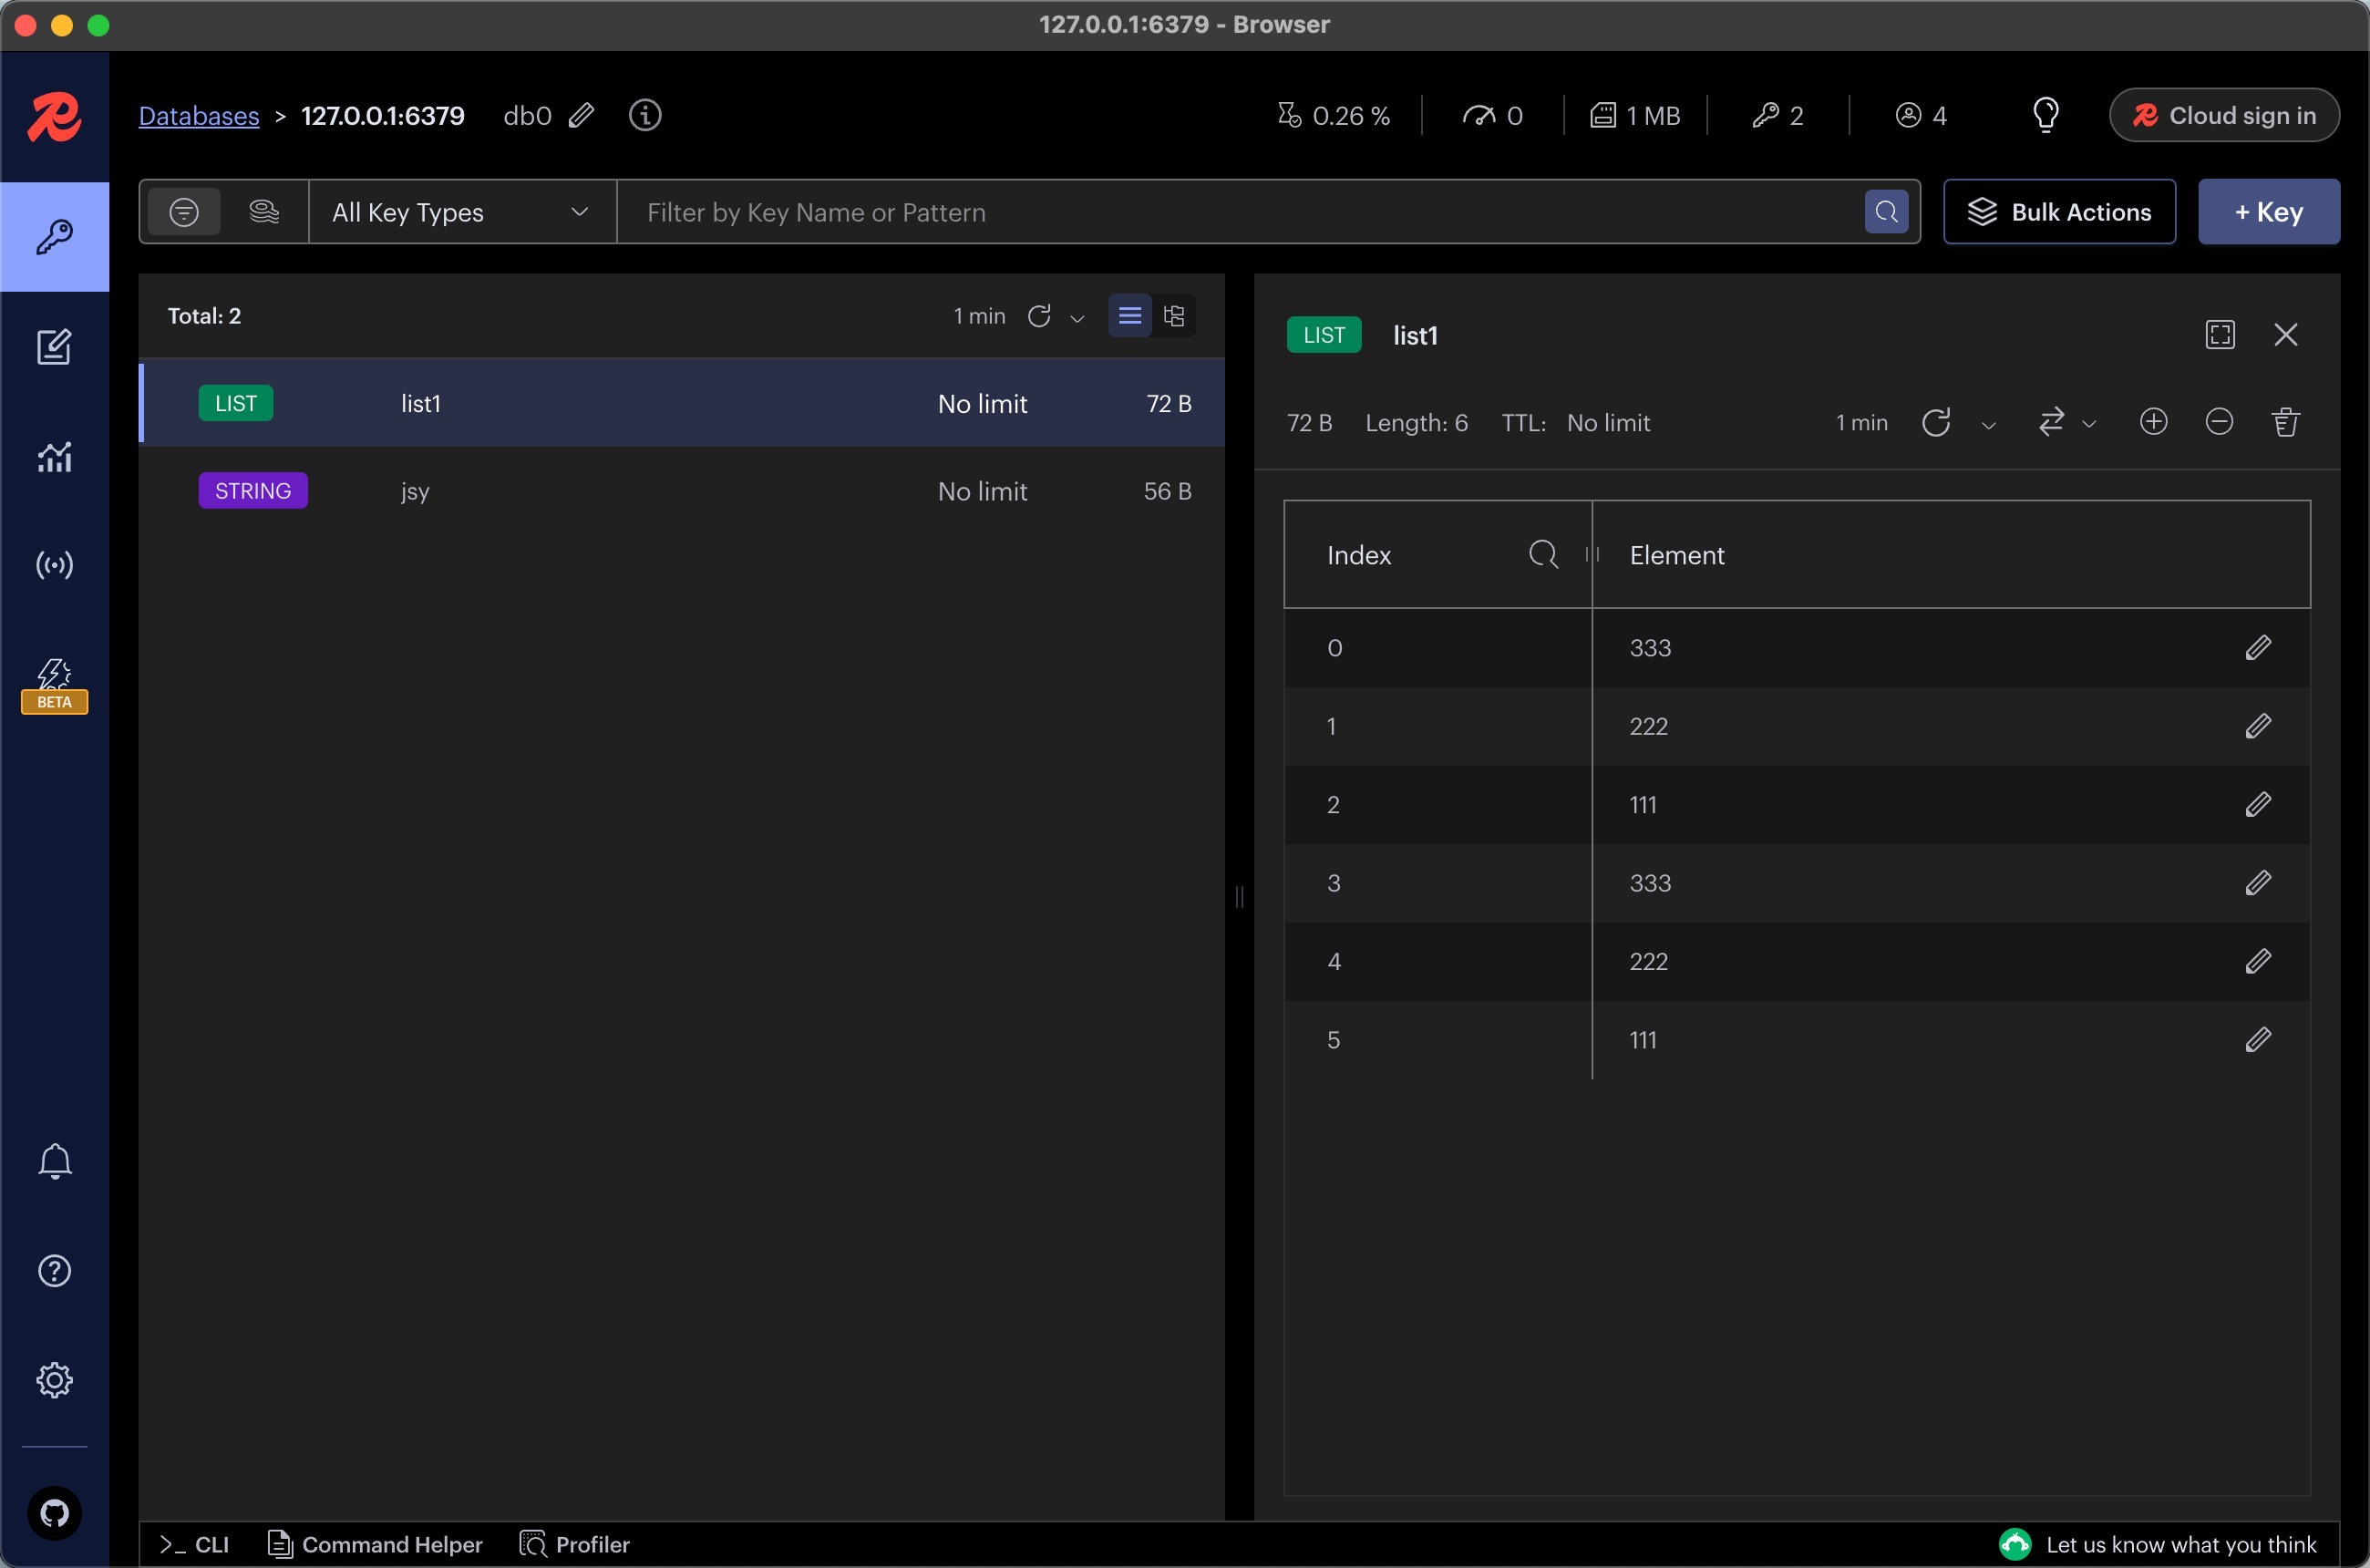 127.0.0.1:6379 - Browser
Databases > 127.0.0.1:6379 db0 0.26 % 0 1 MB 2 4 Cloud sign in
All Key Types Filter by Key Name or Pattern Bulk Actions + Key
Total: 2 1 min
LIST list1 No limit 72 B
STRING jsy No limit 56 B
BETA
LIST list1
72 B Length: 6 TTL: No limit 1 min
Index Element
0 333
1 222
2 111
3 333
4 222
5 111
>_ CLI Command Helper Profiler Let us know what you think